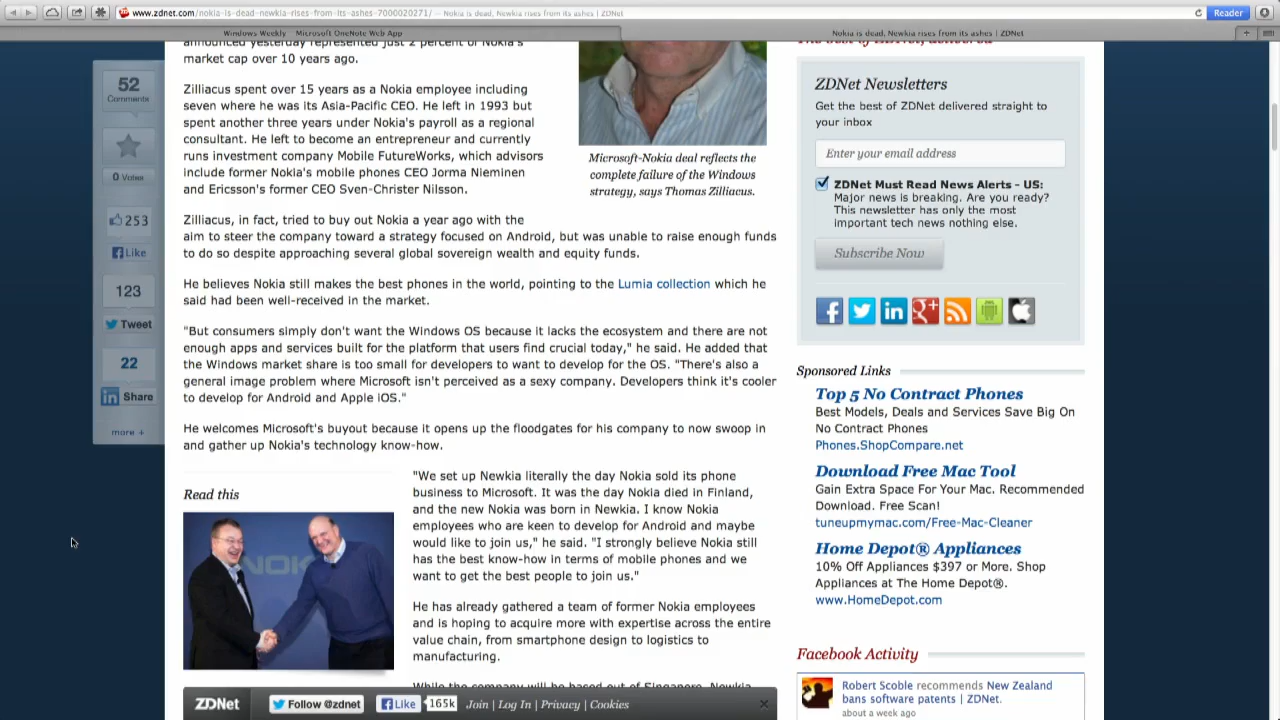 www.zdnet.com/nokia-is-dead-newkia-rises-from-its-ashes-7000020271/ — Nokia is dead, Newkia rises from its ashes | ZDNet
Reader
Windows Weekly - Microsoft OneNote Web App
Nokia is dead, Newkia rises from its ashes | ZDNet
52
Comments
0 Votes
253
Like
123
Tweet
22
Share
more +
announced yesterday represented just 2 percent of Nokia's
market cap over 10 years ago.
Zilliacus spent over 15 years as a Nokia employee including
seven where he was its Asia-Pacific CEO. He left in 1993 but
spent another three years under Nokia's payroll as a regional
consultant. He left to become an entrepreneur and currently
runs investment company Mobile FutureWorks, which advisors
include former Nokia's mobile phones CEO Jorma Nieminen
and Ericsson's former CEO Sven-Christer Nilsson.
Microsoft-Nokia deal reflects the
complete failure of the Windows
strategy, says Thomas Zilliacus.
Zilliacus, in fact, tried to buy out Nokia a year ago with the
aim to steer the company toward a strategy focused on Android, but was unable to raise enough funds
to do so despite approaching several global sovereign wealth and equity funds.
He believes Nokia still makes the best phones in the world, pointing to the Lumia collection which he
said had been well-received in the market.
"But consumers simply don't want the Windows OS because it lacks the ecosystem and there are not
enough apps and services built for the platform that users find crucial today," he said. He added that
the Windows market share is too small for developers to want to develop for the OS. "There's also a
general image problem where Microsoft isn't perceived as a sexy company. Developers think it's cooler
to develop for Android and Apple iOS."
He welcomes Microsoft's buyout because it opens up the floodgates for his company to now swoop in
and gather up Nokia's technology know-how.
Read this
NOK
"We set up Newkia literally the day Nokia sold its phone
business to Microsoft. It was the day Nokia died in Finland,
and the new Nokia was born in Newkia. I know Nokia
employees who are keen to develop for Android and maybe
would like to join us," he said. "I strongly believe Nokia still
has the best know-how in terms of mobile phones and we
want to get the best people to join us."
He has already gathered a team of former Nokia employees
and is hoping to acquire more with expertise across the entire
value chain, from smartphone design to logistics to
manufacturing.
While the company will be based out of Singapore, Newkia
The best of ZDNet, delivered
ZDNet Newsletters
Get the best of ZDNet delivered straight to
your inbox
Enter your email address
ZDNet Must Read News Alerts - US:
Major news is breaking. Are you ready?
This newsletter has only the most
important tech news nothing else.
Subscribe Now
Sponsored Links
Top 5 No Contract Phones
Best Models, Deals and Services Save Big On
No Contract Phones
Phones.ShopCompare.net
Download Free Mac Tool
Gain Extra Space For Your Mac. Recommended
Download. Free Scan!
tuneupmymac.com/Free-Mac-Cleaner
Home Depot® Appliances
10% Off Appliances $397 or More. Shop
Appliances at The Home Depot®.
www.HomeDepot.com
Facebook Activity
Robert Scoble recommends New Zealand
bans software patents | ZDNet.
about a week ago
ZDNet
Follow @zdnet
Like
165k
Join | Log In | Privacy | Cookies